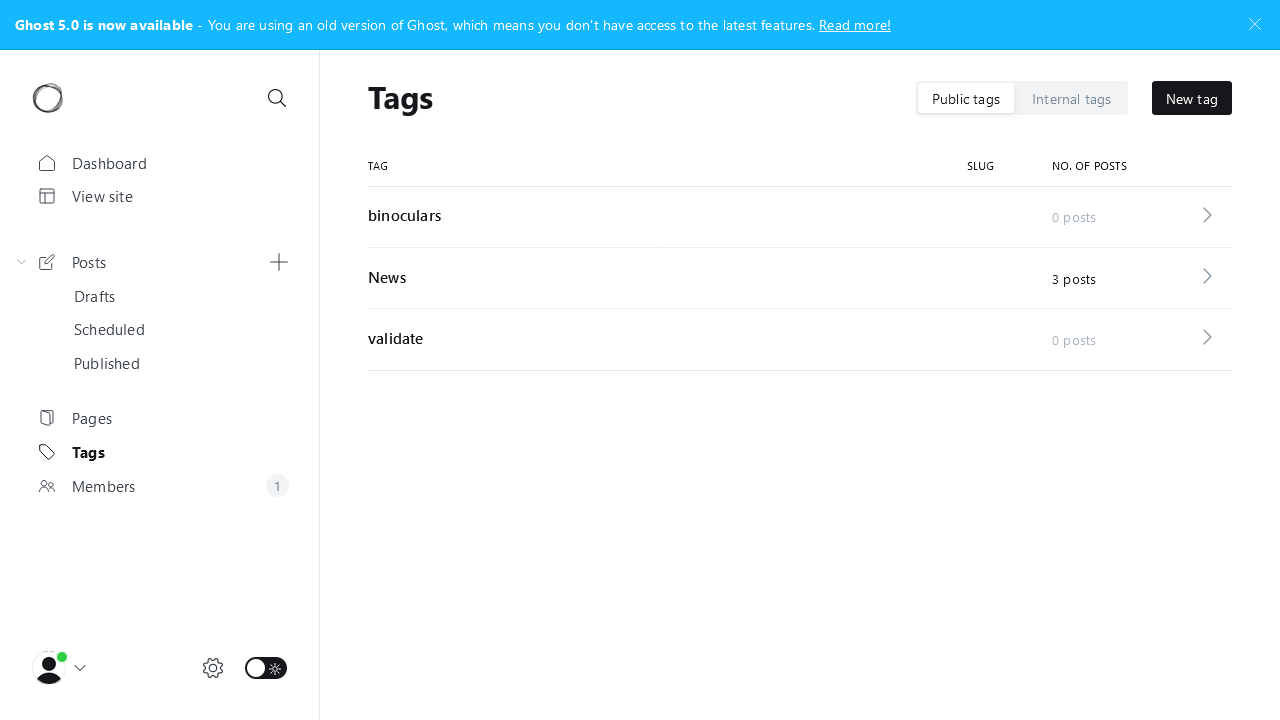 Ghost 5.0 is now available - You are using an old version of Ghost, which means you don't have access to the latest features. Read more!
Dashboard
View site
Posts
Drafts
Scheduled
Published
Pages
Tags
Members 1
Tags
Public tags Internal tags New tag
TAG SLUG NO. OF POSTS
binoculars 0 posts
News 3 posts
validate 0 posts